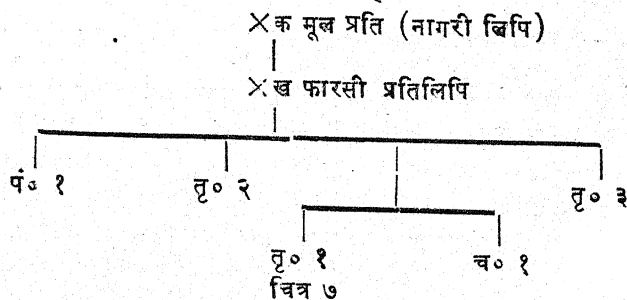 ×क मूल प्रति (नागरी लिपि)
×ख फारसी प्रतिलिपि
पं० १ तृ० २ तृ० ३
तृ० १ च० १
चित्र ७